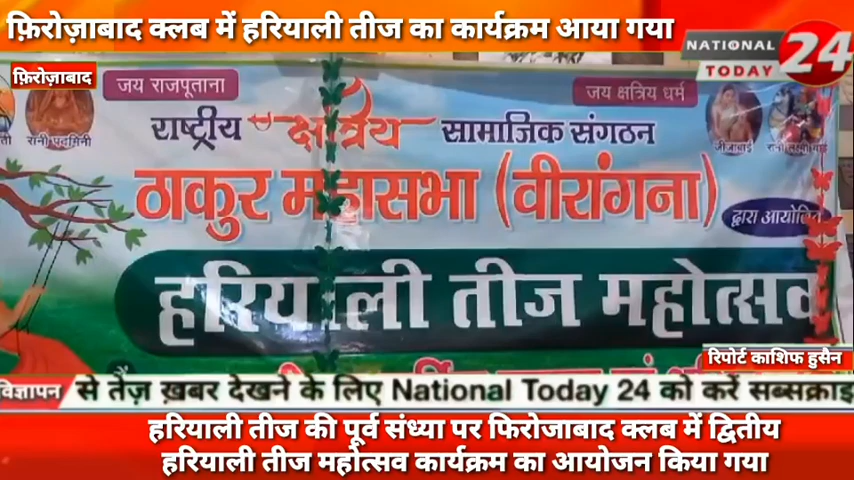 फ़िरोज़ाबाद क्लब में हरियाली तीज का कार्यक्रम आया गया
NATIONAL 24
TODAY
फ़िरोज़ाबाद
जय राजपूताना
जय क्षत्रिय धर्म
रानी पदमिनी
राष्ट्रीय क्षत्रिय सामाजिक संगठन
जीजाबाई
ठाकुर महासभा (वीरांगना)
द्वारा आयोजित
हरियाली तीज महोत्सव
रिपोर्ट काशिफ हुसैन
विज्ञापन
से तेज़ ख़बर देखने के लिए National Today 24 को करें सब्सक्राइ
हरियाली तीज की पूर्व संध्या पर फिरोजाबाद क्लब में द्वितीय
हरियाली तीज महोत्सव कार्यक्रम का आयोजन किया गया